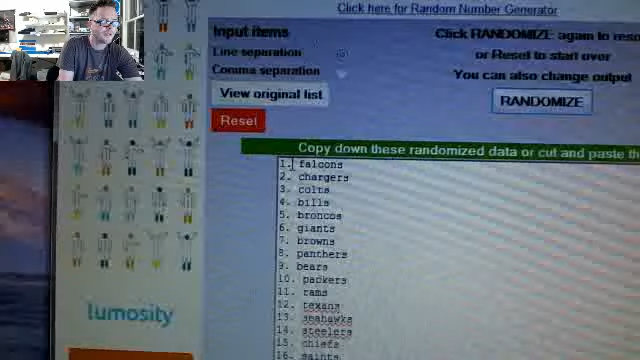 Click here for Random Number Generator
Input items
Line separation
Comma separation
View original list
Reset
Click RANDOMIZE again to
or Reset to start over
You can also change output
RANDOMIZE
Copy down these randomized data or cut and paste
1. falcons
2. chargers
3. colts
4. bills
5. broncos
6. giants
7. browns
8. panthers
9. bears
10. packers
11. rams
12. texans
13. seahawks
14. steelers
15. chiefs
16. saints
lumosity